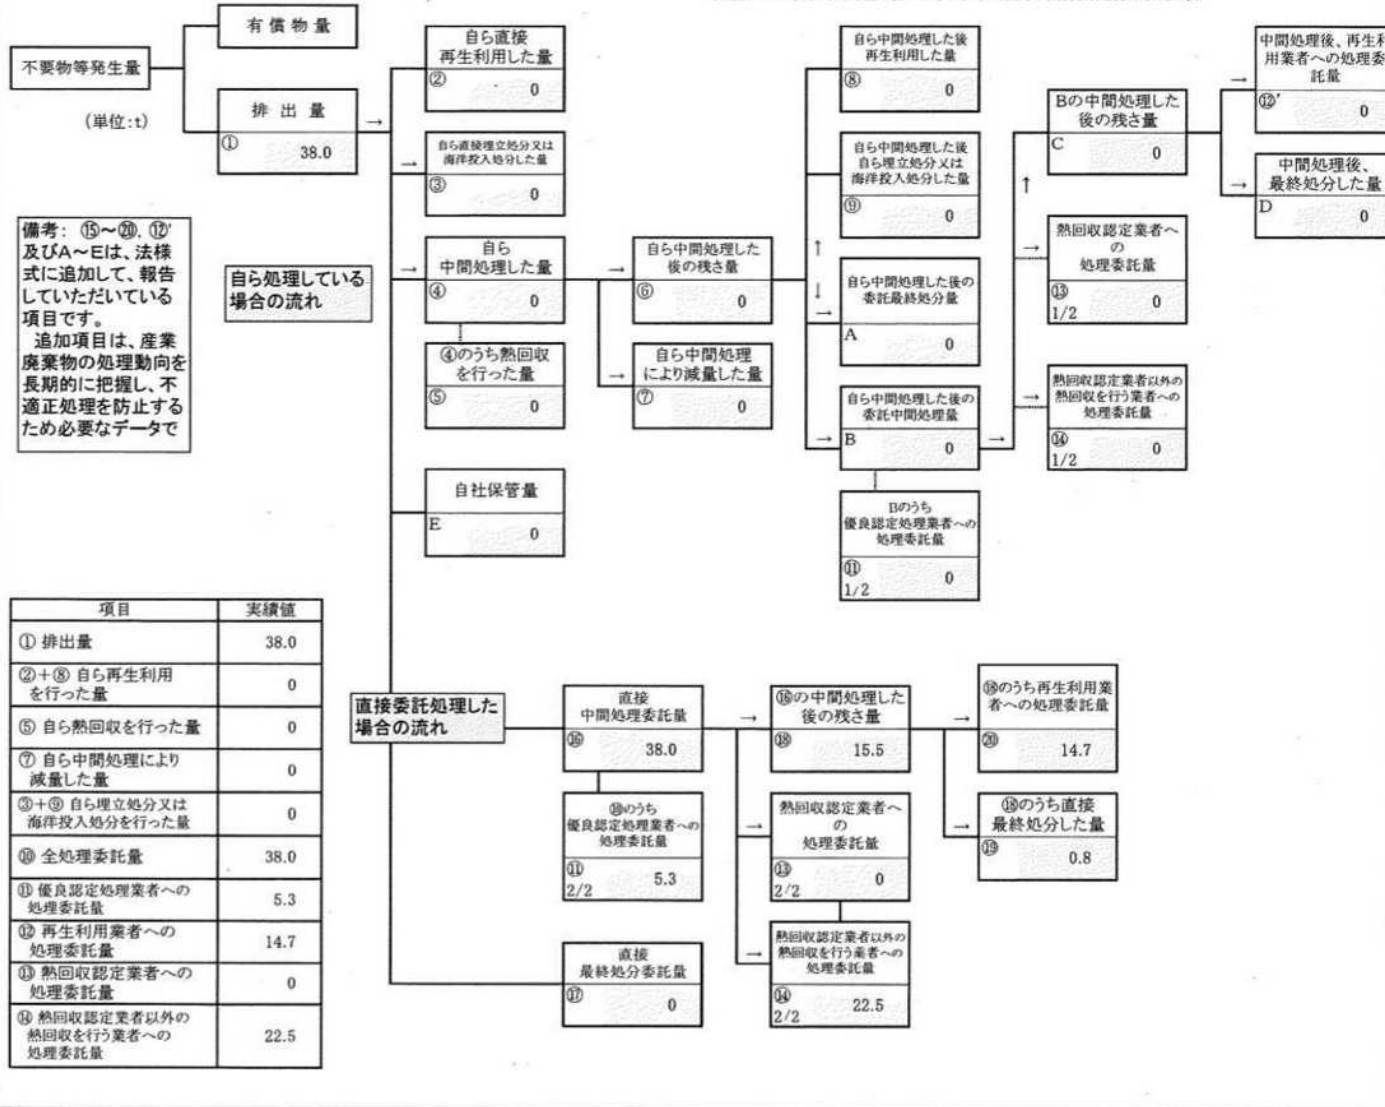 不要物等発生量
(単位:t)
有償物量
排出量
①
38.0
→
備考: ⑮~⑳, ⑫'
及びA~Eは、法様
式に追加して、報告
していただいている
項目です。
追加項目は、産業
廃棄物の処理動向を
長期的に把握し、不
適正処理を防止する
ため必要なデータで
自ら処理している
場合の流れ
自ら直接
再生利用した量
②
0
→
自ら直接埋立処分又は
海洋投入処分した量
③
0
→
自ら
中間処理した量
④
0
④のうち熱回収
を行った量
⑤
0
自社保管量
E
0
→
自ら中間処理した
後の残さ量
⑥
0
→
自ら中間処理
により減量した量
⑦
0
自ら中間処理した後
再生利用した量
⑧
0
自ら中間処理した後
自ら埋立処分又は
海洋投入処分した量
⑨
0
↑
↓
→
自ら中間処理した後の
委託最終処分量
A
0
→
自ら中間処理した後の
委託中間処理量
B
0
→
Bのうち
優良認定処理業者への
処理委託量
⑪
1/2
0
↑
Bの中間処理した
後の残さ量
C
0
→
熱回収認定業者へ
の
処理委託量
⑬
1/2
0
→
熱回収認定業者以外の
熱回収を行う業者への
処理委託量
⑭
1/2
0
→
中間処理後、再生利
用業者への処理委
託量
⑫'
0
→
中間処理後、
最終処分した量
D
0
項目 実績値
① 排出量 38.0
②+⑧ 自ら再生利用
を行った量
0
⑤ 自ら熱回収を行った量 0
⑦ 自ら中間処理により
減量した量
0
③+⑨ 自ら埋立処分又は
海洋投入処分を行った量
0
⑩ 全処理委託量 38.0
⑪ 優良認定処理業者への
処理委託量
5.3
⑫ 再生利用業者への
処理委託量
14.7
⑬ 熱回収認定業者への
処理委託量
0
⑭ 熱回収認定業者以外の
熱回収を行う業者への
処理委託量
22.5
直接委託処理した
場合の流れ
直接
中間処理委託量
⑯
38.0
⑯のうち
優良認定処理業者への
処理委託量
⑪
2/2
5.3
直接
最終処分委託量
⑰
0
→
⑯の中間処理した
後の残さ量
⑱
15.5
→
熱回収認定業者へ
の
処理委託量
⑬
2/2
0
→
熱回収認定業者以外の
熱回収を行う業者への
処理委託量
⑭
2/2
22.5
→
⑱のうち再生利用業
者への処理委託量
⑳
14.7
→
⑱のうち直接
最終処分した量
⑲
0.8